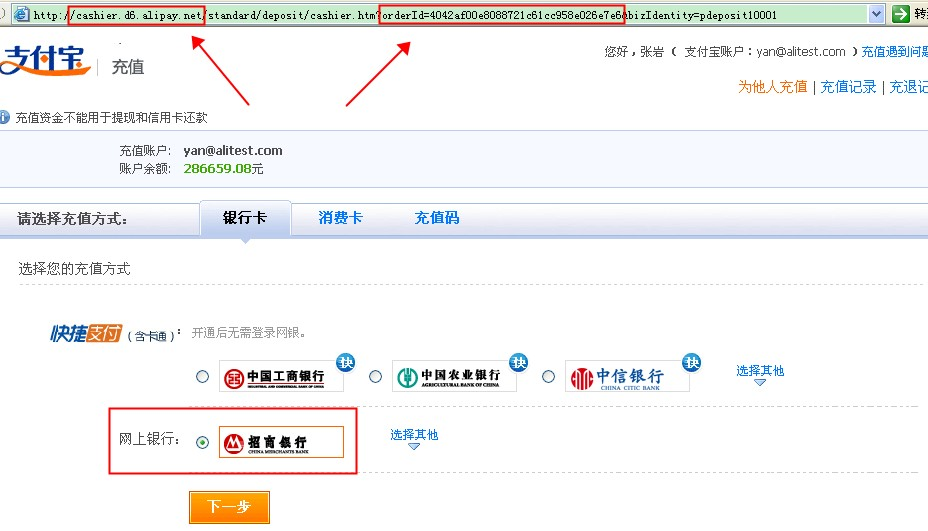 http://cashier.d6.alipay.net/standard/deposit/cashier.htm?orderId=4042af00e8088721c61cc958e026e7e6&bizIdentity=pdeposit10001 转到
支付宝 充值 您好，张岩（ 支付宝账户：yan@alitest.com ）充值遇到问题
为他人充值 | 充值记录 | 充退记
充值资金不能用于提现和信用卡还款
充值账户: yan@alitest.com
账户余额: 286659.08元
请选择充值方式: 银行卡 消费卡 充值码
选择您的充值方式
快捷支付 (含卡通): 开通后无需登录网银。
中国工商银行 快 中国农业银行 快 中信银行 快 选择其他
AGRICULTURAL BANK OF CHINA CHINA CITIC BANK
网上银行: 招商银行 选择其他
CHINA MERCHANTS BANK
下一步